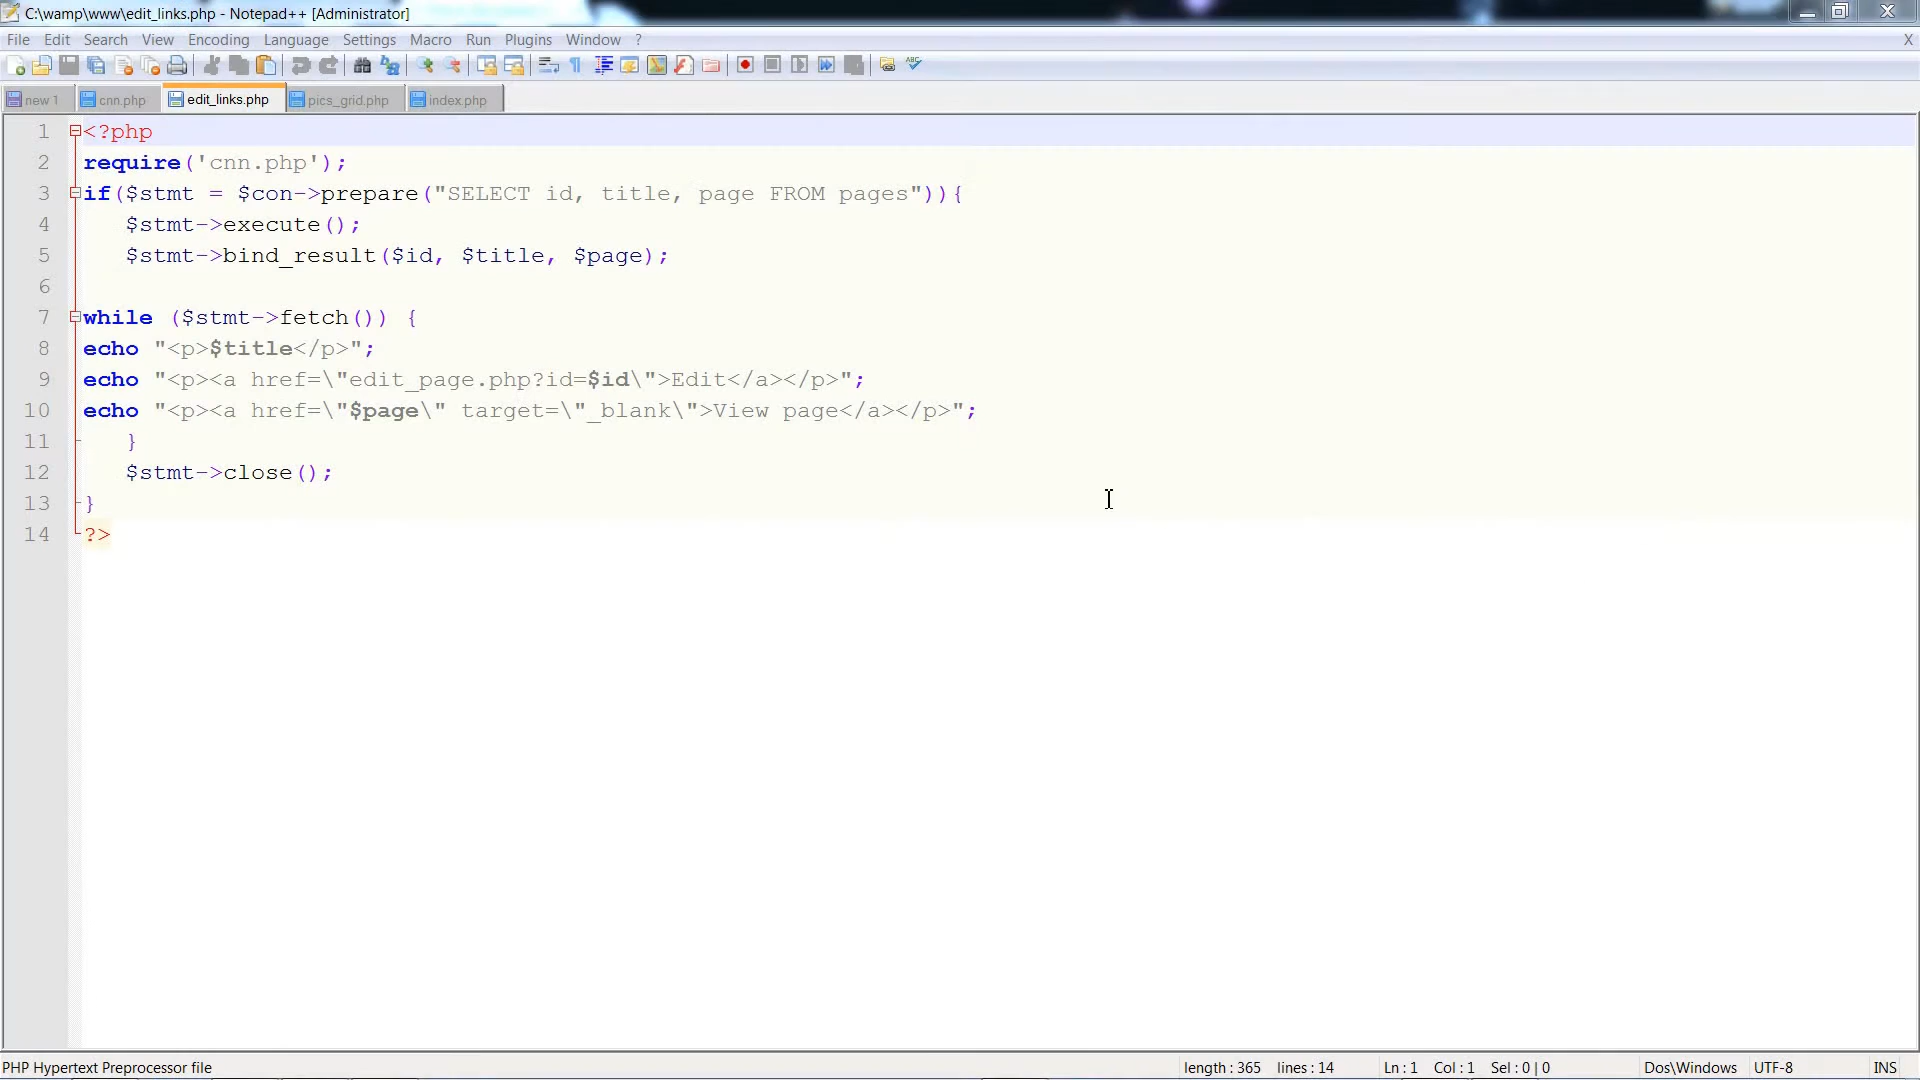 C:\wamp\www\edit_links.php - Notepad++ [Administrator]
File Edit Search View Encoding Language Settings Macro Run Plugins Window ? X
new 1 cnn.php edit_links.php pics_grid.php index.php
1 <?php
2 require('cnn.php');
3 if($stmt = $con->prepare("SELECT id, title, page FROM pages")){
4 $stmt->execute();
5 $stmt->bind_result($id, $title, $page);
6
7 while ($stmt->fetch()) {
8 echo "<p>$title</p>";
9 echo "<p><a href=\"edit_page.php?id=$id\">Edit</a></p>";
10 echo "<p><a href=\"$page\" target=\"_blank\">View page</a></p>";
11 }
12 $stmt->close();
13 }
14 ?>
PHP Hypertext Preprocessor file length : 365 lines : 14 Ln : 1 Col : 1 Sel : 0 | 0 Dos\Windows UTF-8 INS